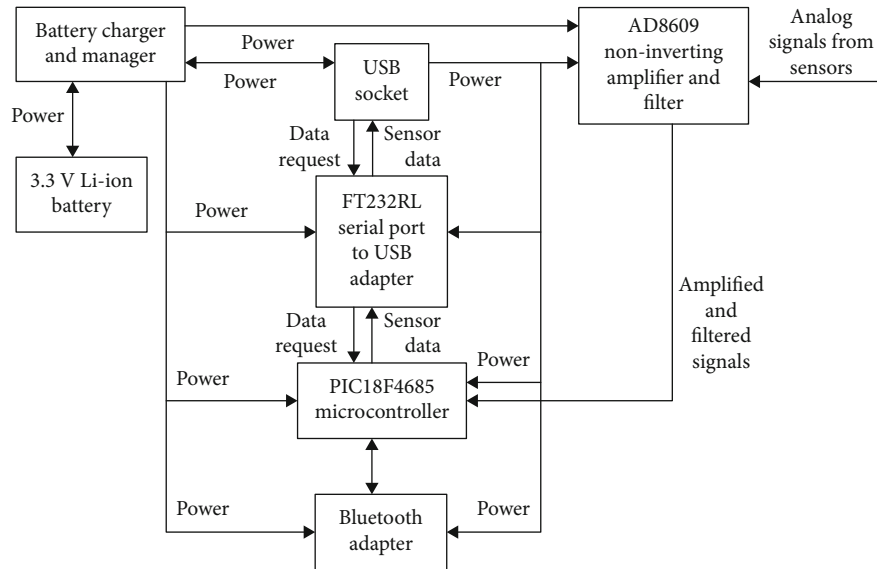 Battery charger
and manager
Power
Power
USB
socket
Power
AD8609
non-inverting
amplifier and
filter
Analog
signals from
sensors
Power
3.3 V Li-ion
battery
Data
request
Sensor
data
Power
FT232RL
serial port
to USB
adapter
Amplified
and
filtered
signals
Data
request
Sensor
data
Power
PIC18F4685
microcontroller
Power
Power
Bluetooth
adapter
Power